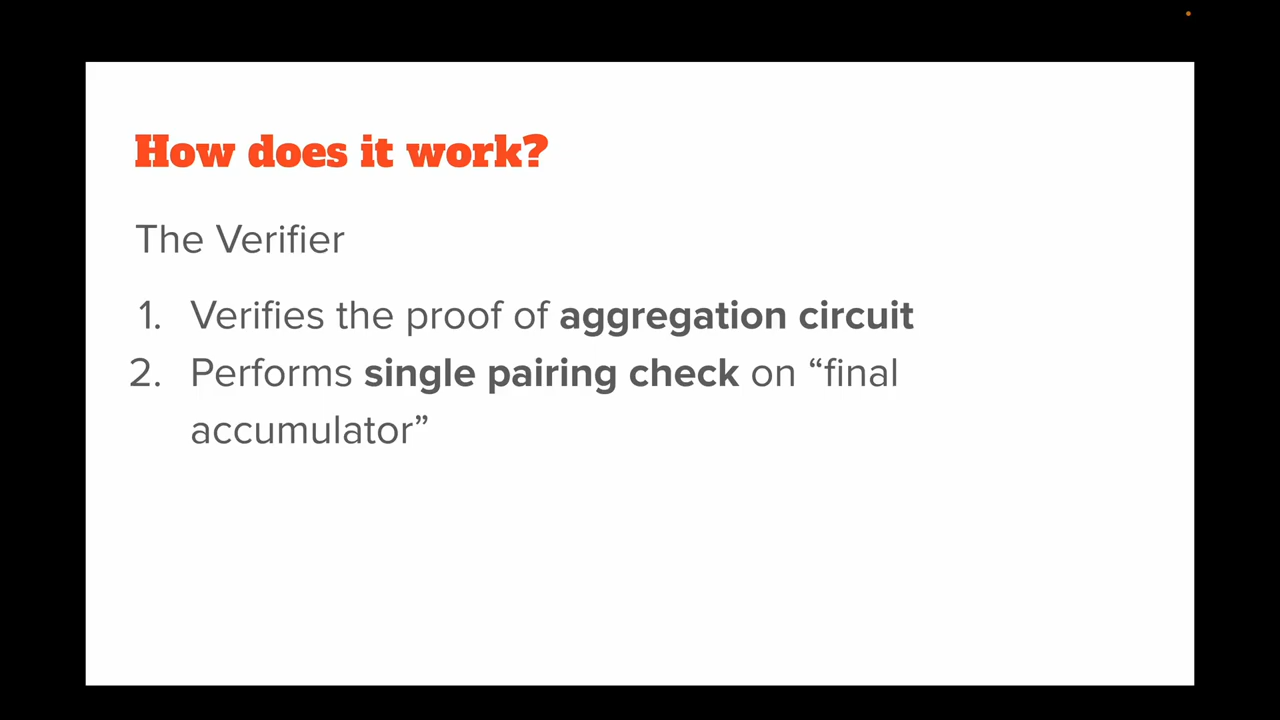 How does it work?
The Verifier
1. Verifies the proof of aggregation circuit
2. Performs single pairing check on “final
accumulator”